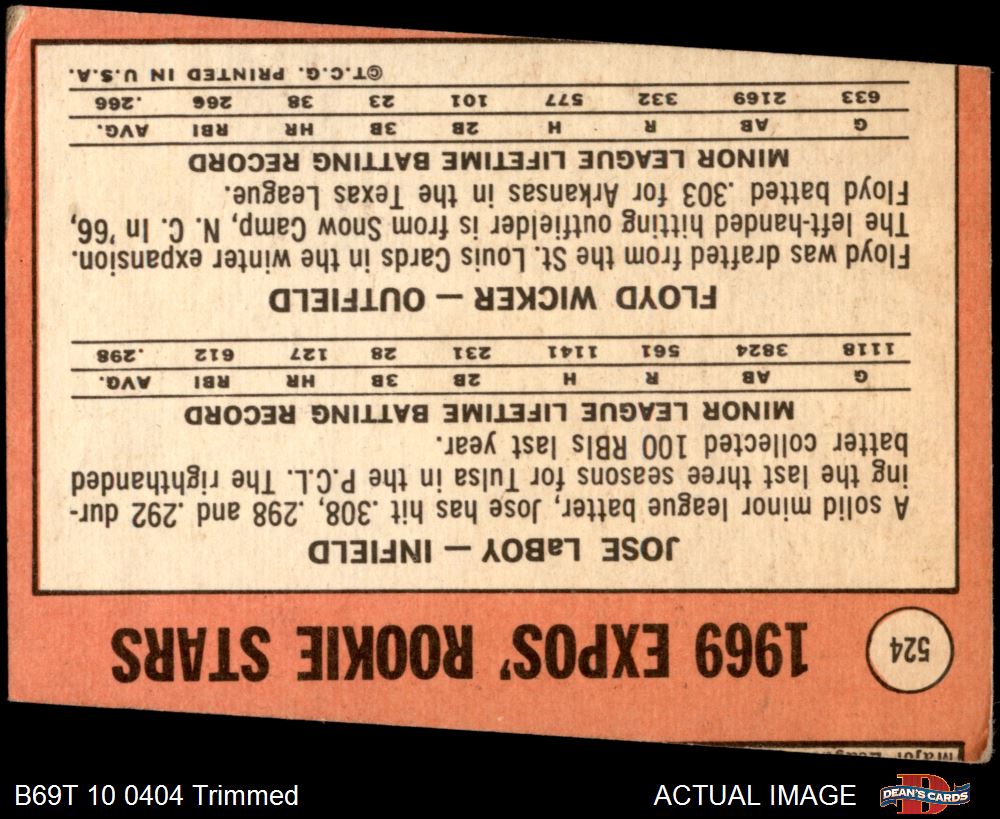 524
1969 EXPOS' ROOKIE STARS
JOSE LaBOY — INFIELD
A solid minor league batter, Jose has hit .308, .298 and .292 dur-
ing the last three seasons for Tulsa in the P.C.L. The righthanded
batter collected 100 RBIs last year.
MINOR LEAGUE LIFETIME BATTING RECORD
G AB R H 2B 3B HR RBI AVG.
1118 3824 561 1141 231 28 127 612 .298
FLOYD WICKER — OUTFIELD
Floyd was drafted from the St. Louis Cards in the winter expansion.
The left-handed hitting outfielder is from Snow Camp, N. C. In '66,
Floyd batted .303 for Arkansas in the Texas League.
MINOR LEAGUE LIFETIME BATTING RECORD
G AB R H 2B 3B HR RBI AVG.
633 2169 332 577 101 23 38 266 .266
©T.C.G. PRINTED IN U.S.A.
B69T 10 0404 Trimmed
ACTUAL IMAGE
DEAN'S CARDS